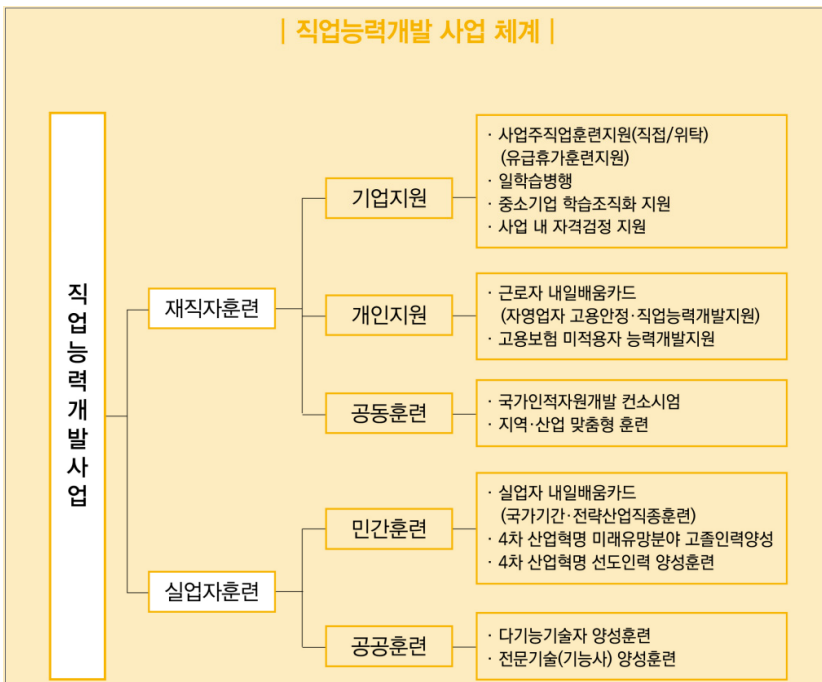 | 직업능력개발 사업 체계 |
직업능력개발사업
재직자훈련
기업지원
· 사업주직업훈련지원(직접/위탁)
(유급휴가훈련지원)
· 일학습병행
· 중소기업 학습조직화 지원
· 사업 내 자격검정 지원
개인지원
· 근로자 내일배움카드
(자영업자 고용안정·직업능력개발지원)
· 고용보험 미적용자 능력개발지원
공동훈련
· 국가인적자원개발 컨소시엄
· 지역·산업 맞춤형 훈련
실업자훈련
민간훈련
· 실업자 내일배움카드
(국가기간·전략산업직종훈련)
· 4차 산업혁명 미래유망분야 고졸인력양성
· 4차 산업혁명 선도인력 양성훈련
공공훈련
· 다기능기술자 양성훈련
· 전문기술(기능사) 양성훈련